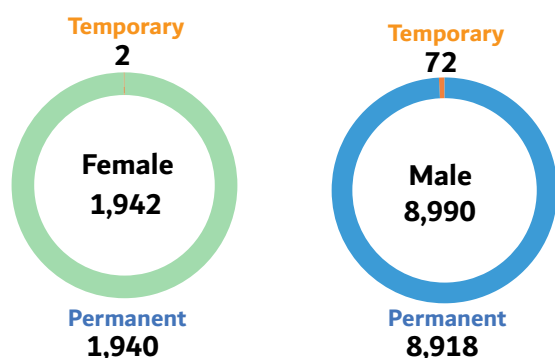 Temporary
2
Female
1,942
Permanent
1,940
Temporary
72
Male
8,990
Permanent
8,918